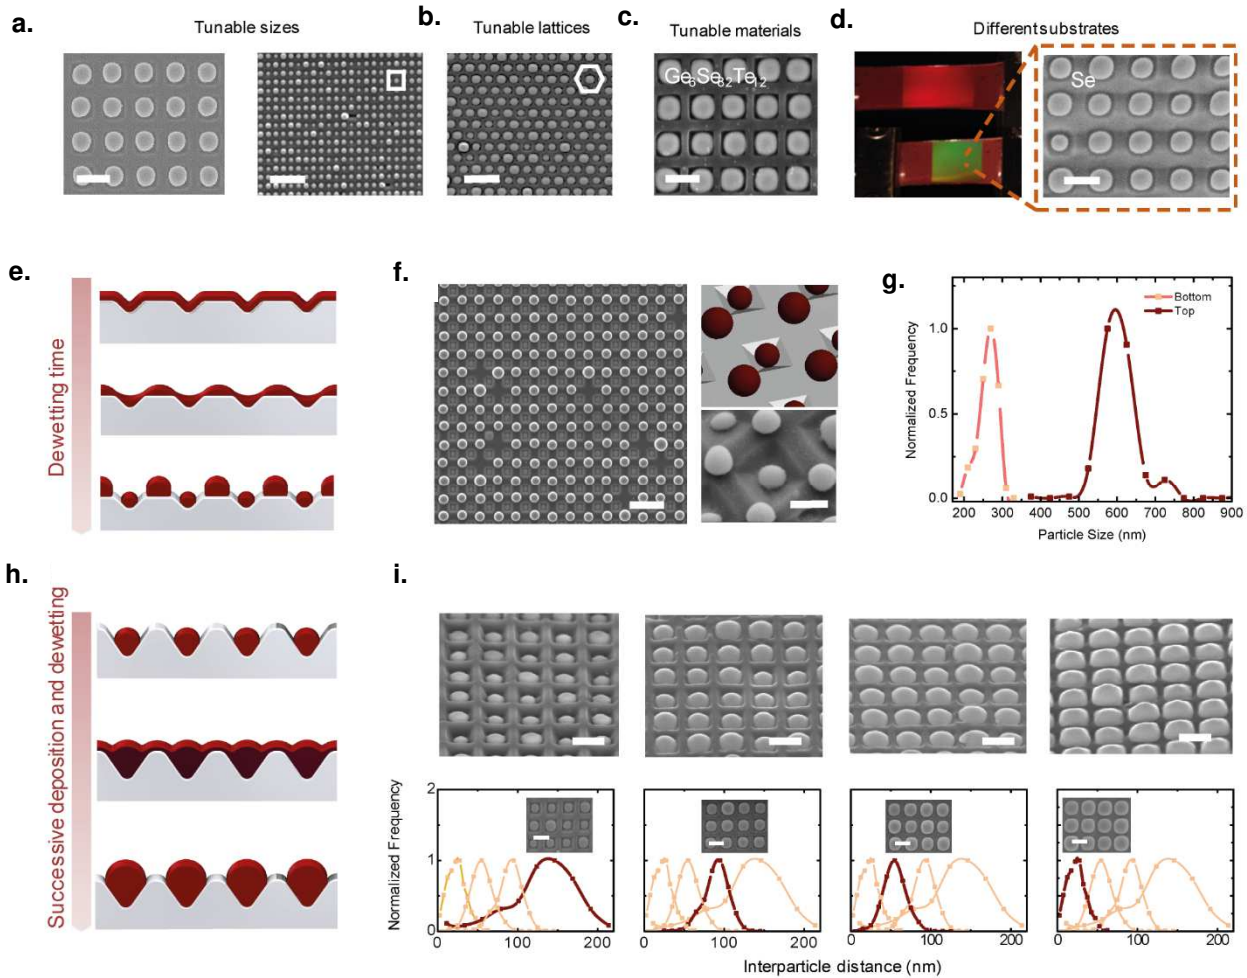 a.
Tunable sizes
b.
Tunable lattices
c.
Tunable materials
Ge6Se82Te12
d.
Different substrates
Se
e.
Dewetting time
f.
g.
Normalized Frequency
1.0
0.5
0.0
Bottom
Top
200 300 400 500 600 700 800 900
Particle Size (nm)
h.
Successive deposition and dewetting
i.
Normalized Frequency
2
1
0
0 100 200
0 100 200
0 100 200
0 100 200
Interparticle distance (nm)